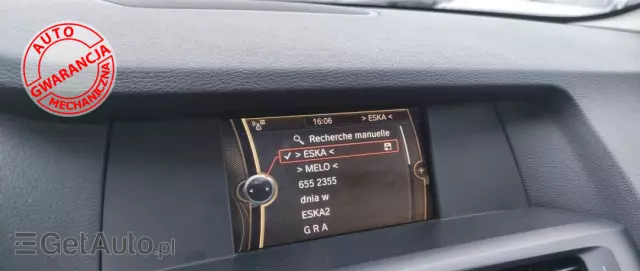 AUTO
GWARANCJA
MECHANICZNA
16:06
> ESKA <
Recherche manuelle
> ESKA <
> MELO <
655 2355
dnia w
ESKA2
G R A
GetAuto.pl